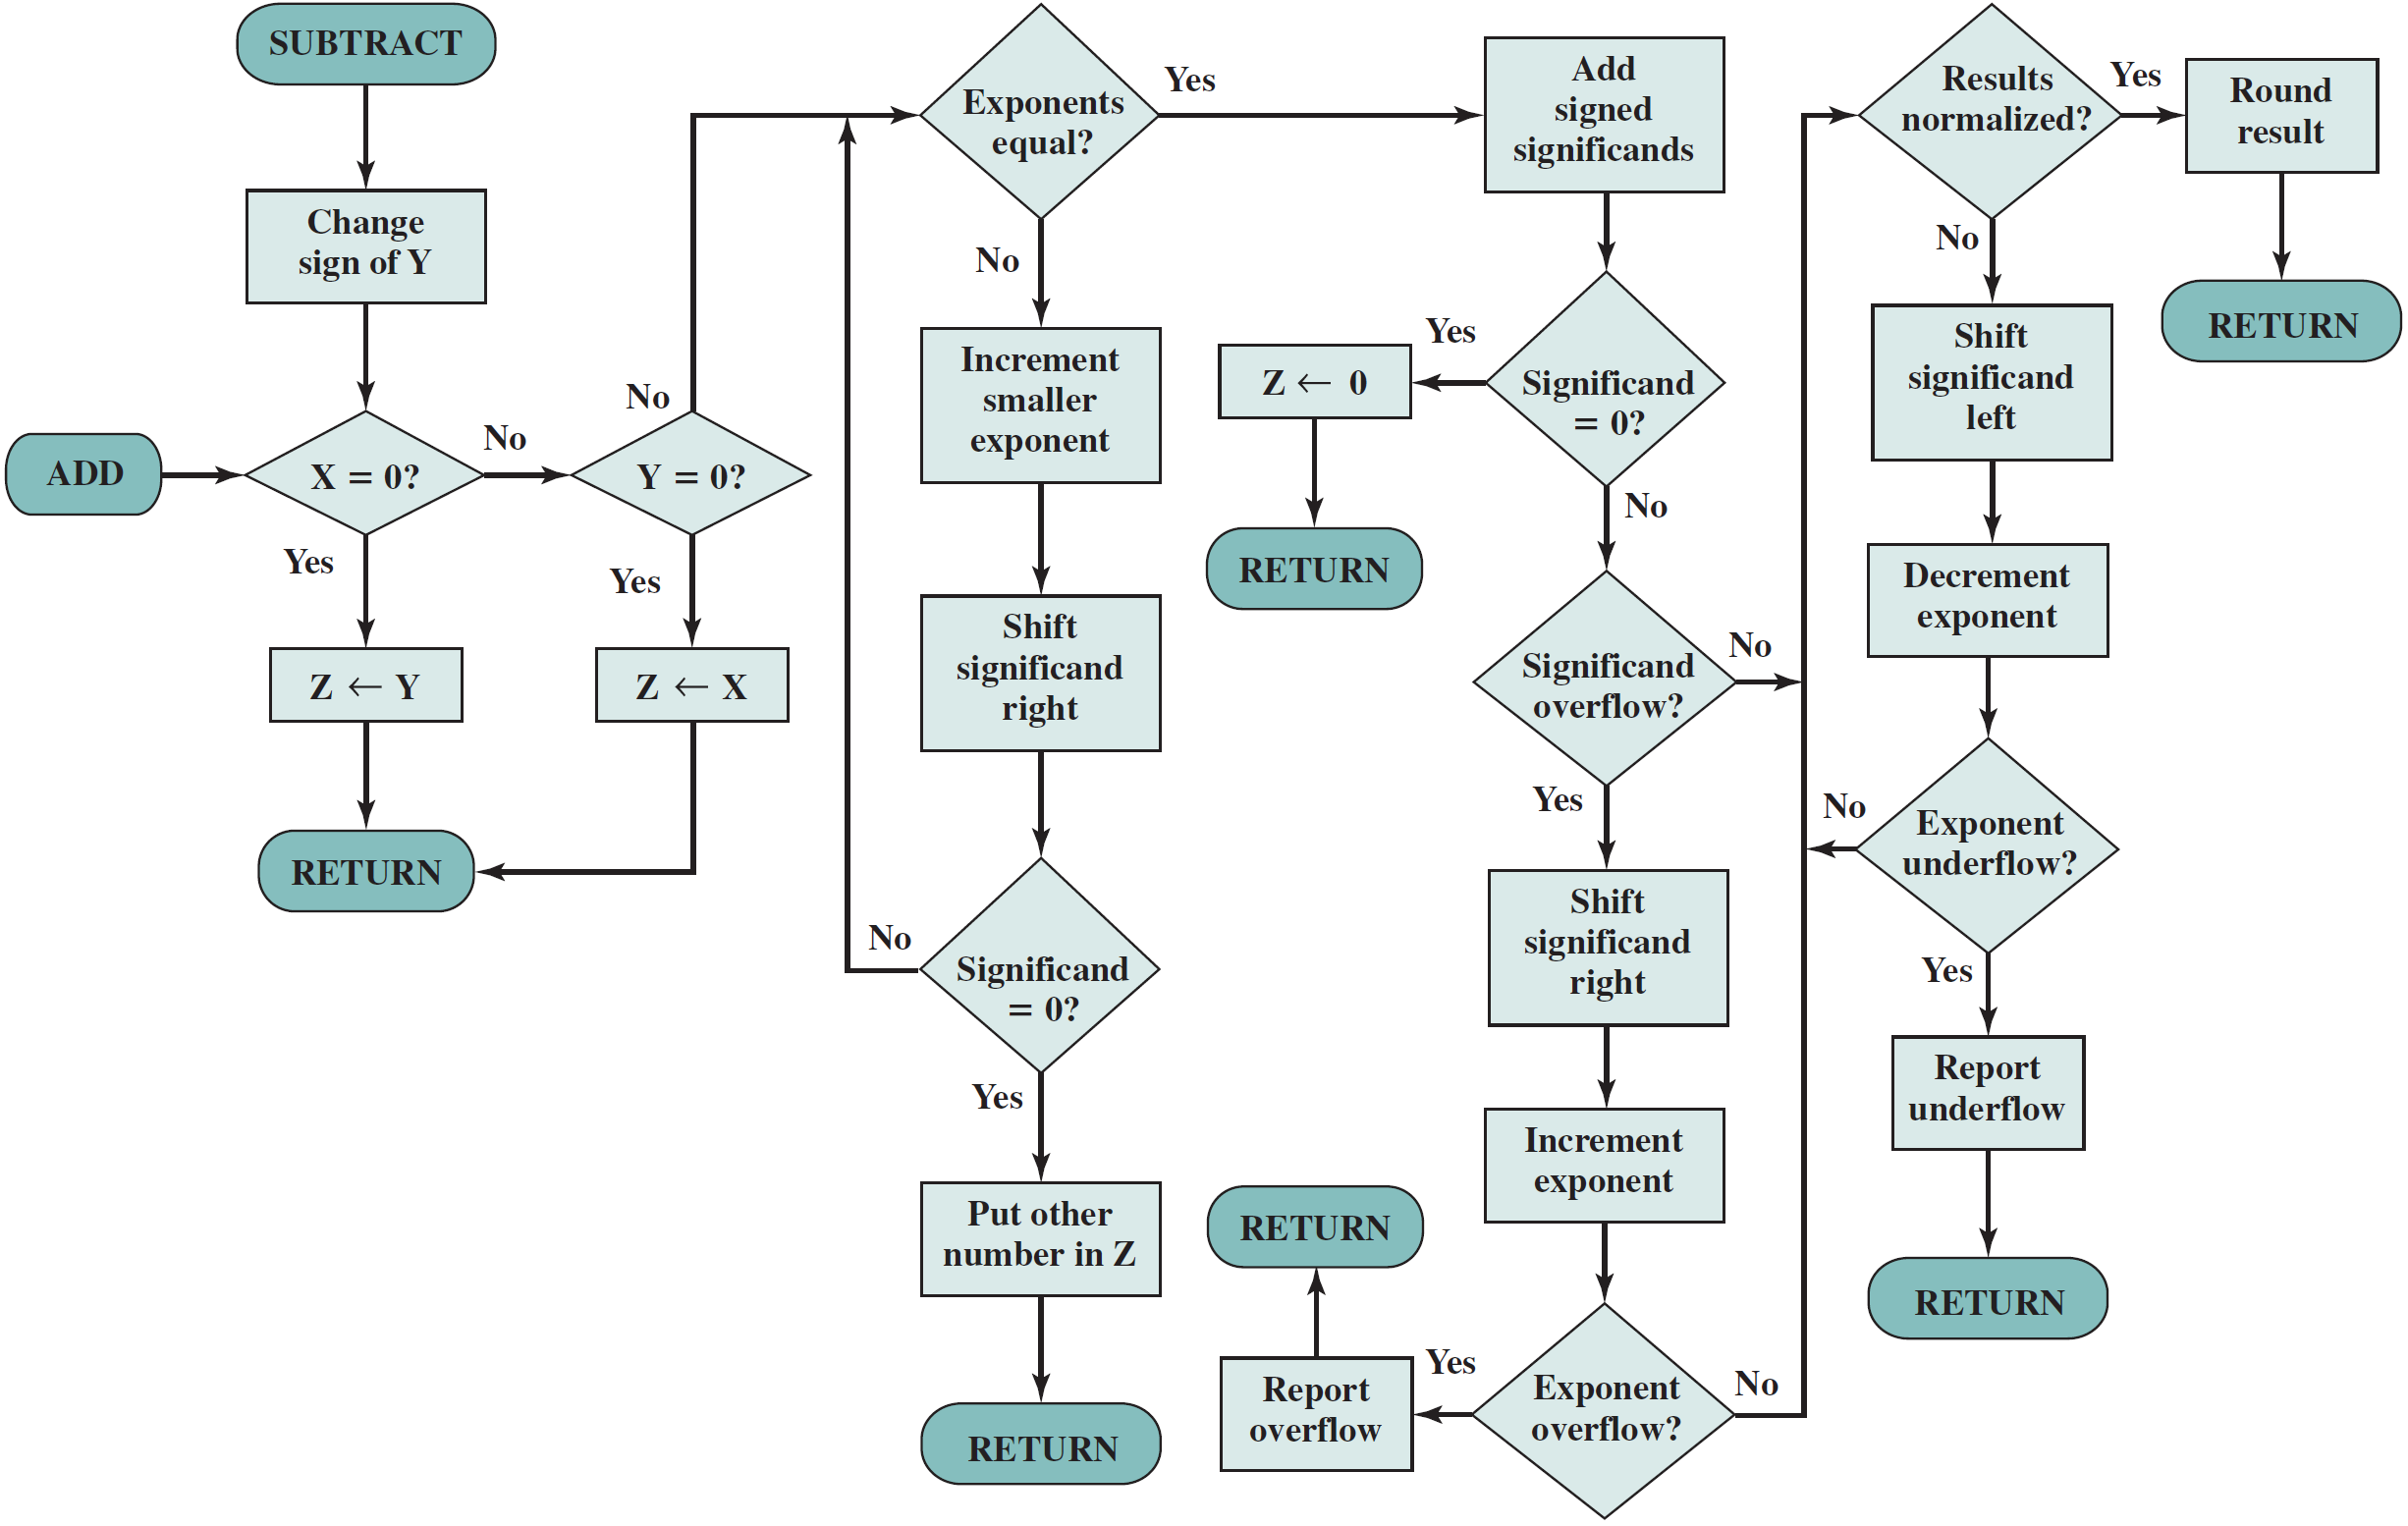 SUBTRACT
Change
sign of Y
ADD
X = 0?
No
Yes
Z ← Y
RETURN
Y = 0?
No
Yes
Z ← X
Exponents
equal?
Yes
No
Increment
smaller
exponent
Shift
significand
right
Significand
= 0?
No
Yes
Put other
number in Z
RETURN
Add
signed
significands
Significand
= 0?
Yes
Z ← 0
RETURN
No
Significand
overflow?
No
Yes
Shift
significand
right
Increment
exponent
Exponent
overflow?
Yes
Report
overflow
RETURN
No
Results
normalized?
Yes
Round
result
RETURN
No
Shift
significand
left
Decrement
exponent
Exponent
underflow?
No
Yes
Report
underflow
RETURN